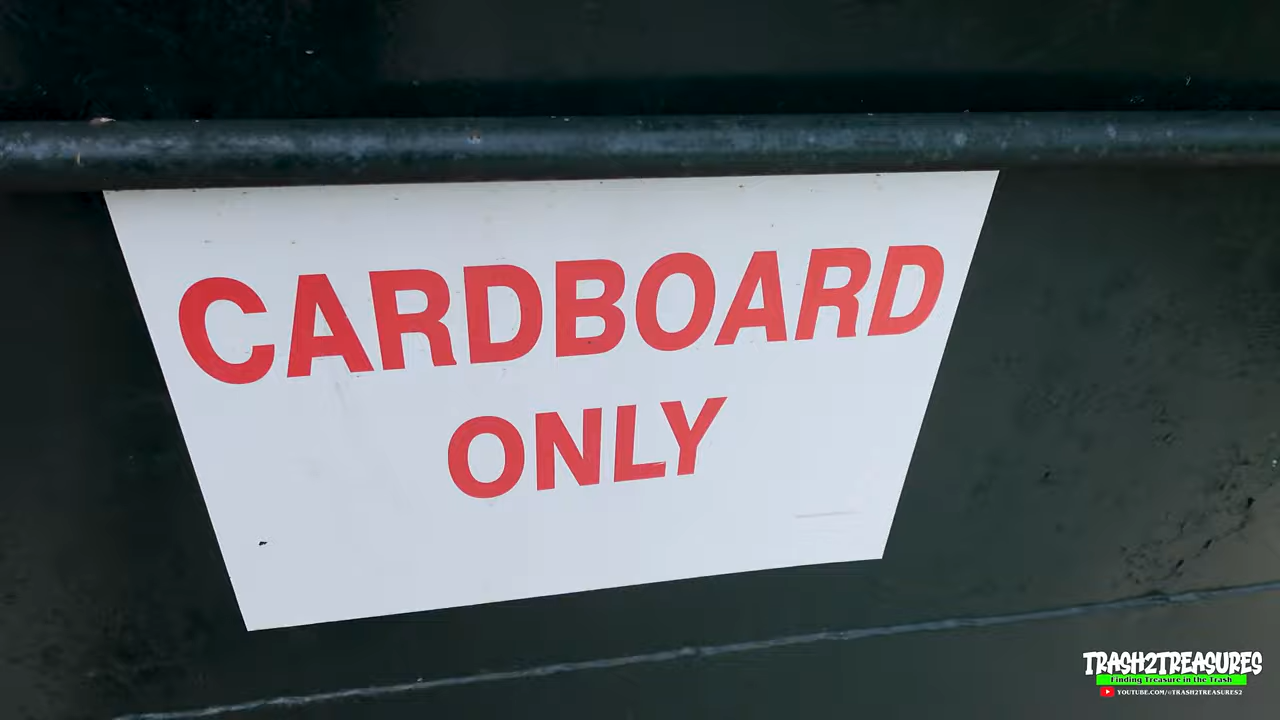 CARDBOARD
ONLY
TRASH2TREASURES
Finding Treasure in the Trash
YOUTUBE.COM/@TRASH2TREASURES2